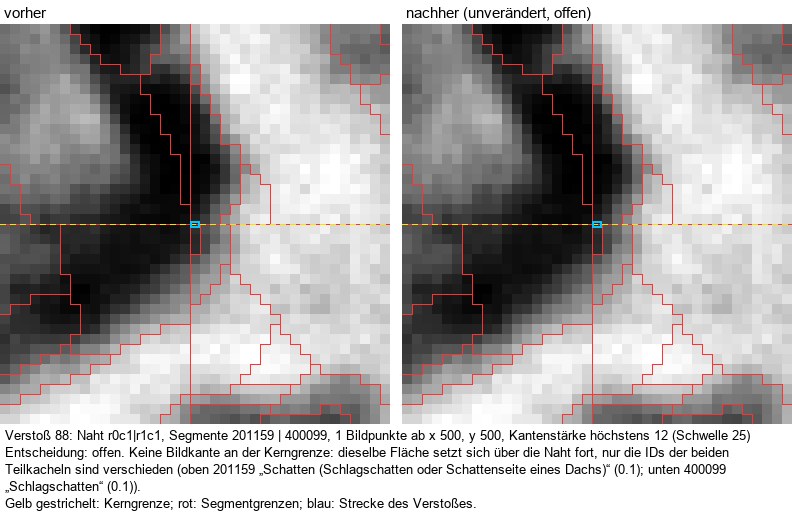 vorher
nachher (unverändert, offen)
Verstoß 88: Naht r0c1|r1c1, Segmente 201159 | 400099, 1 Bildpunkte ab x 500, y 500, Kantenstärke höchstens 12 (Schwelle 25)
Entscheidung: offen. Keine Bildkante an der Kerngrenze: dieselbe Fläche setzt sich über die Naht fort, nur die IDs der beiden
Teilkacheln sind verschieden (oben 201159 „Schatten (Schlagschatten oder Schattenseite eines Dachs)“ (0.1); unten 400099
„Schlagschatten“ (0.1)).
Gelb gestrichelt: Kerngrenze; rot: Segmentgrenzen; blau: Strecke des Verstoßes.